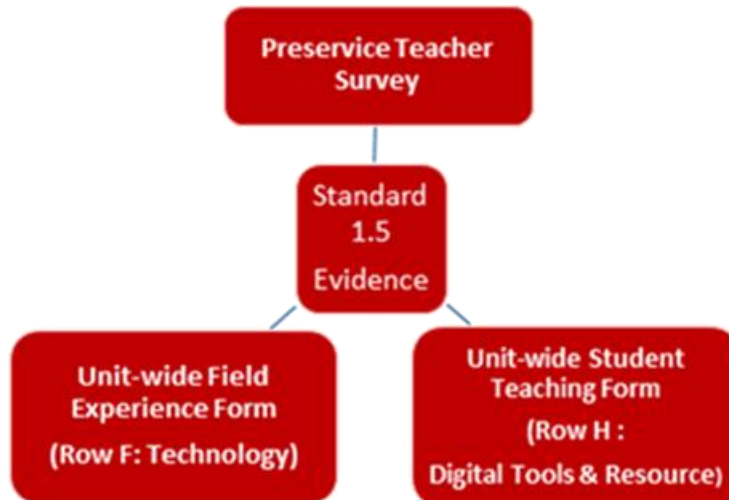 Preservice Teacher
Survey
Standard
1.5
Evidence
Unit-wide Field
Experience Form
(Row F: Technology)
Unit-wide Student
Teaching Form
(Row H :
Digital Tools & Resource)